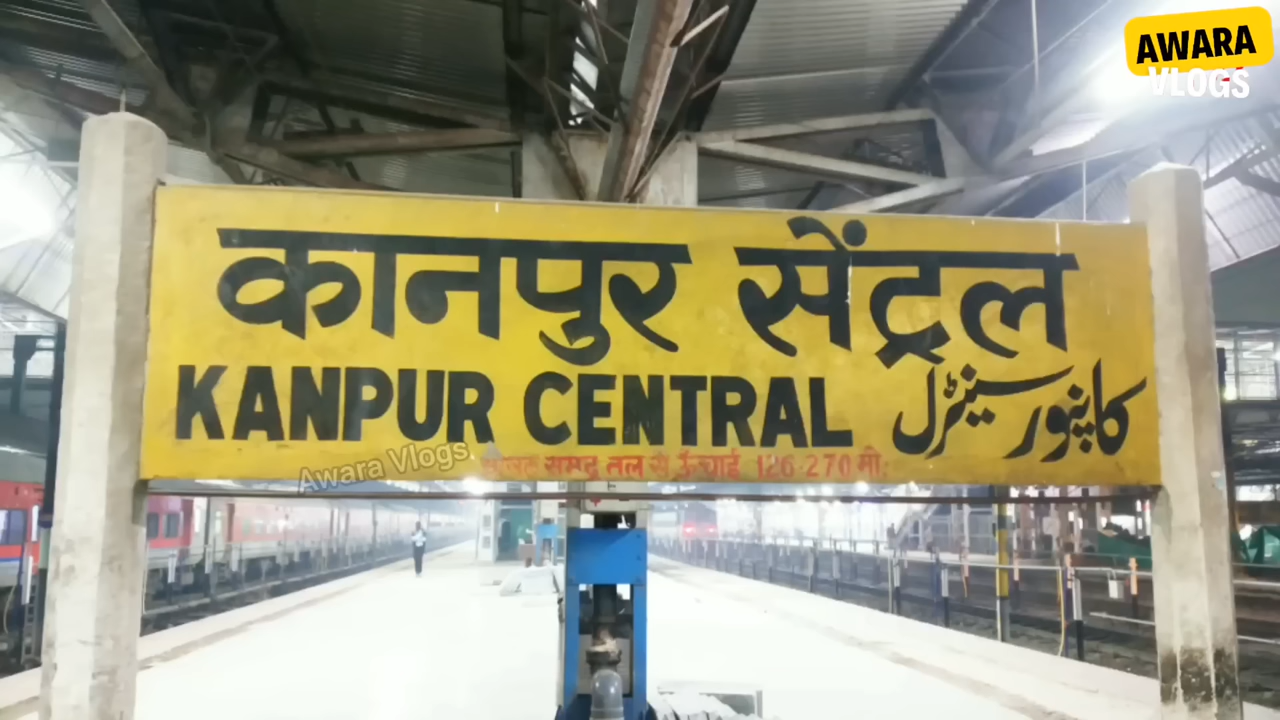 AWARA
VLOGS
कानपुर सेंट्रल
KANPUR CENTRAL
کانپور سینٹرل
समुद्र तल से ऊँचाई 126.270 मी.
Awara Vlogs